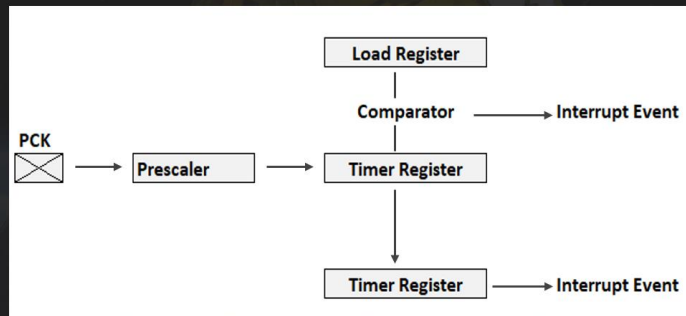 Load Register
Comparator
Interrupt Event
PCK
Prescaler
Timer Register
Timer Register
Interrupt Event